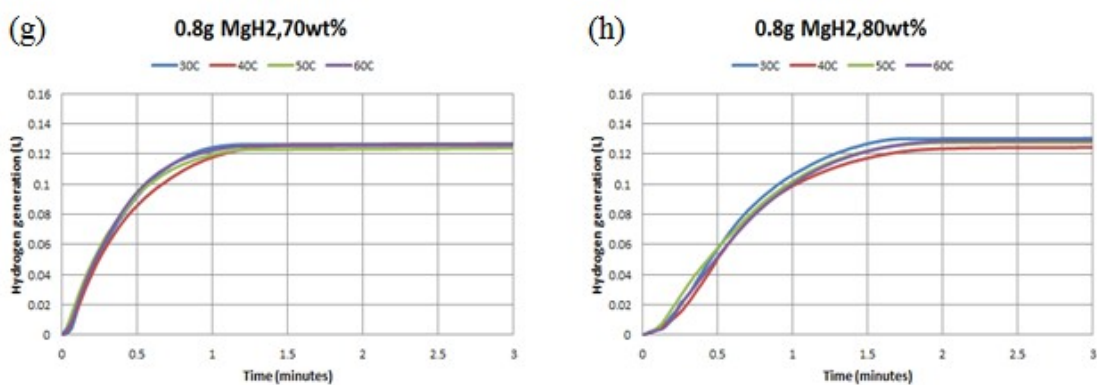 (g)
0.8g MgH2,70wt%
30C 40C 50C 60C
Hydrogen generation (L)
0.16
0.14
0.12
0.1
0.08
0.06
0.04
0.02
0
0 0.5 1 1.5 2 2.5 3
Time (minutes)
(h)
0.8g MgH2,80wt%
30C 40C 50C 60C
Hydrogen generation (L)
0.16
0.14
0.12
0.1
0.08
0.06
0.04
0.02
0
0 0.5 1 1.5 2 2.5 3
Time (minutes)